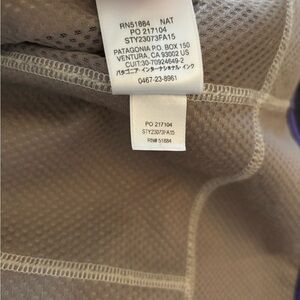 RN51884 NAT
PO 217104
STY23073FA15
PATAGONIA P.O. BOX 150
VENTURA, CA 93002 US
CUIT:30-70924649-2
パタゴニア・インターナショナル・インク
0467-23-8961
PO 217104
STY23073FA15
RN# 51884